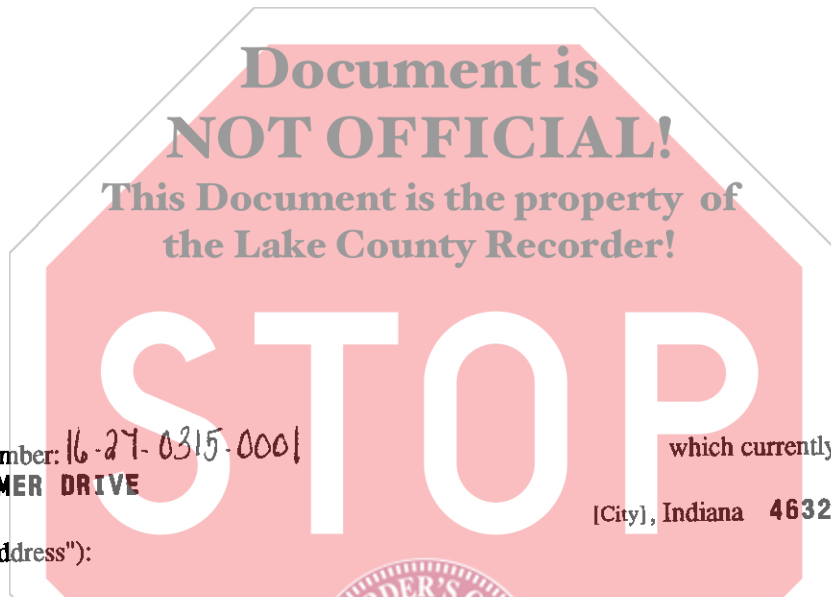 Document is
NOT OFFICIAL!
This Document is the property of
the Lake County Recorder!
STOP
mber: 16-27-0315-0001 which currently
MER DRIVE
[City], Indiana 4632
ddress"):
DER'S